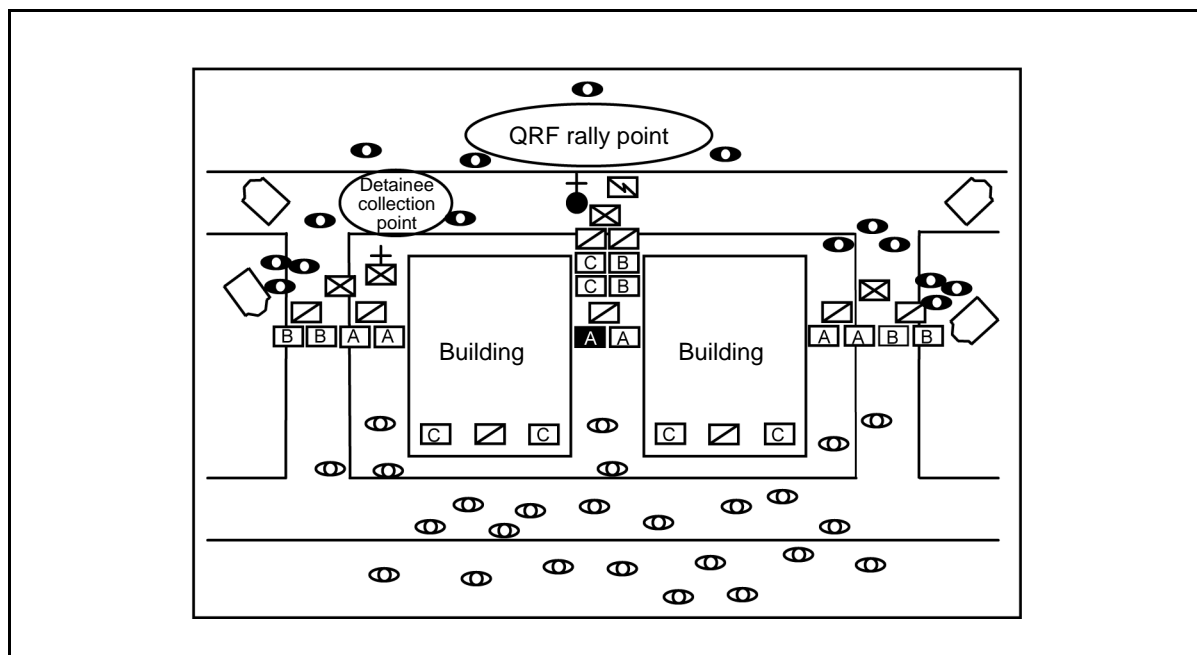 QRF rally point
Detainee
collection
point
C B
C B
B B A A
A A
A A B B
Building
Building
C C
C C